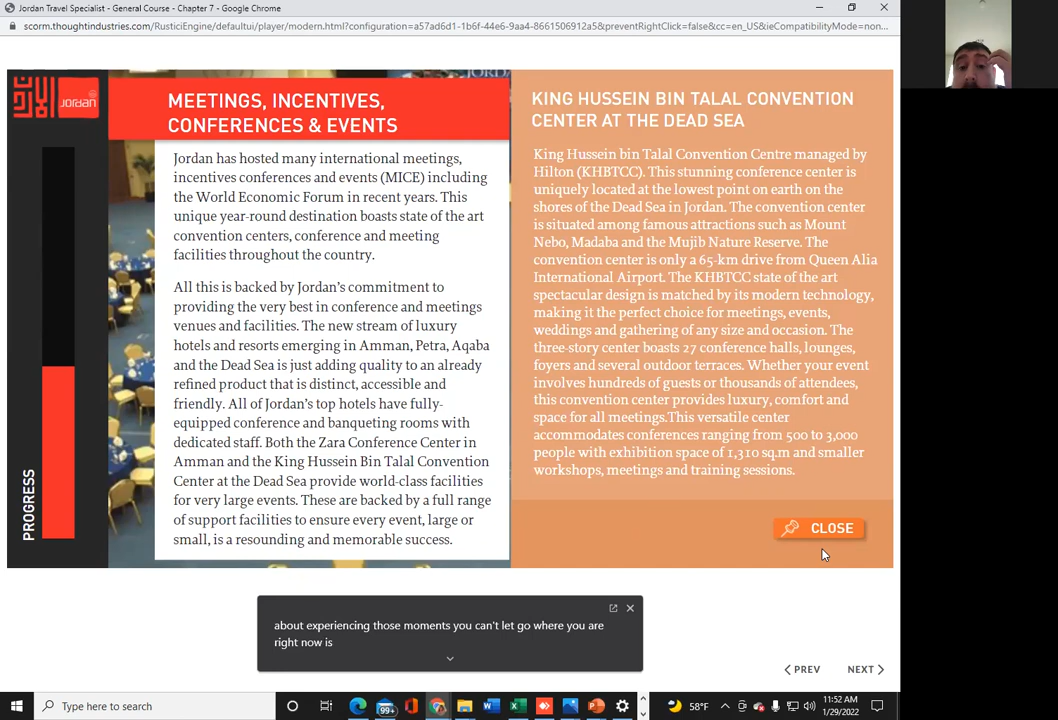 Jordan Travel Specialist - General Course - Chapter 7 - Google Chrome
scorm.thoughtindustries.com/RusticiEngine/defaultui/player/modern.html?configuration=a57ad6d1-1b6f-44e6-9aa4-8661506912a5&preventRightClick=false&cc=en_US&ieCompatibilityMode=non...
Jordan
MEETINGS, INCENTIVES,
CONFERENCES & EVENTS
Jordan has hosted many international meetings,
incentives conferences and events (MICE) including
the World Economic Forum in recent years. This
unique year-round destination boasts state of the art
convention centers, conference and meeting
facilities throughout the country.
All this is backed by Jordan's commitment to
providing the very best in conference and meetings
venues and facilities. The new stream of luxury
hotels and resorts emerging in Amman, Petra, Aqaba
and the Dead Sea is just adding quality to an already
refined product that is distinct, accessible and
friendly. All of Jordan's top hotels have fully-
equipped conference and banqueting rooms with
dedicated staff. Both the Zara Conference Center in
Amman and the King Hussein Bin Talal Convention
Center at the Dead Sea provide world-class facilities
for very large events. These are backed by a full range
of support facilities to ensure every event, large or
small, is a resounding and memorable success.
PROGRESS
KING HUSSEIN BIN TALAL CONVENTION
CENTER AT THE DEAD SEA
King Hussein bin Talal Convention Centre managed by
Hilton (KHBTCC). This stunning conference center is
uniquely located at the lowest point on earth on the
shores of the Dead Sea in Jordan. The convention center
is situated among famous attractions such as Mount
Nebo, Madaba and the Mujib Nature Reserve. The
convention center is only a 65-km drive from Queen Alia
International Airport. The KHBTCC state of the art
spectacular design is matched by its modern technology,
making it the perfect choice for meetings, events,
weddings and gathering of any size and occasion. The
three-story center boasts 27 conference halls, lounges,
foyers and several outdoor terraces. Whether your event
involves hundreds of guests or thousands of attendees,
this convention center provides luxury, comfort and
space for all meetings.This versatile center
accommodates conferences ranging from 500 to 3,000
people with exhibition space of 1,310 sq.m and smaller
workshops, meetings and training sessions.
CLOSE
about experiencing those moments you can't let go where you are
right now is
PREV
NEXT
Type here to search
99+
58°F
11:52 AM
1/29/2022